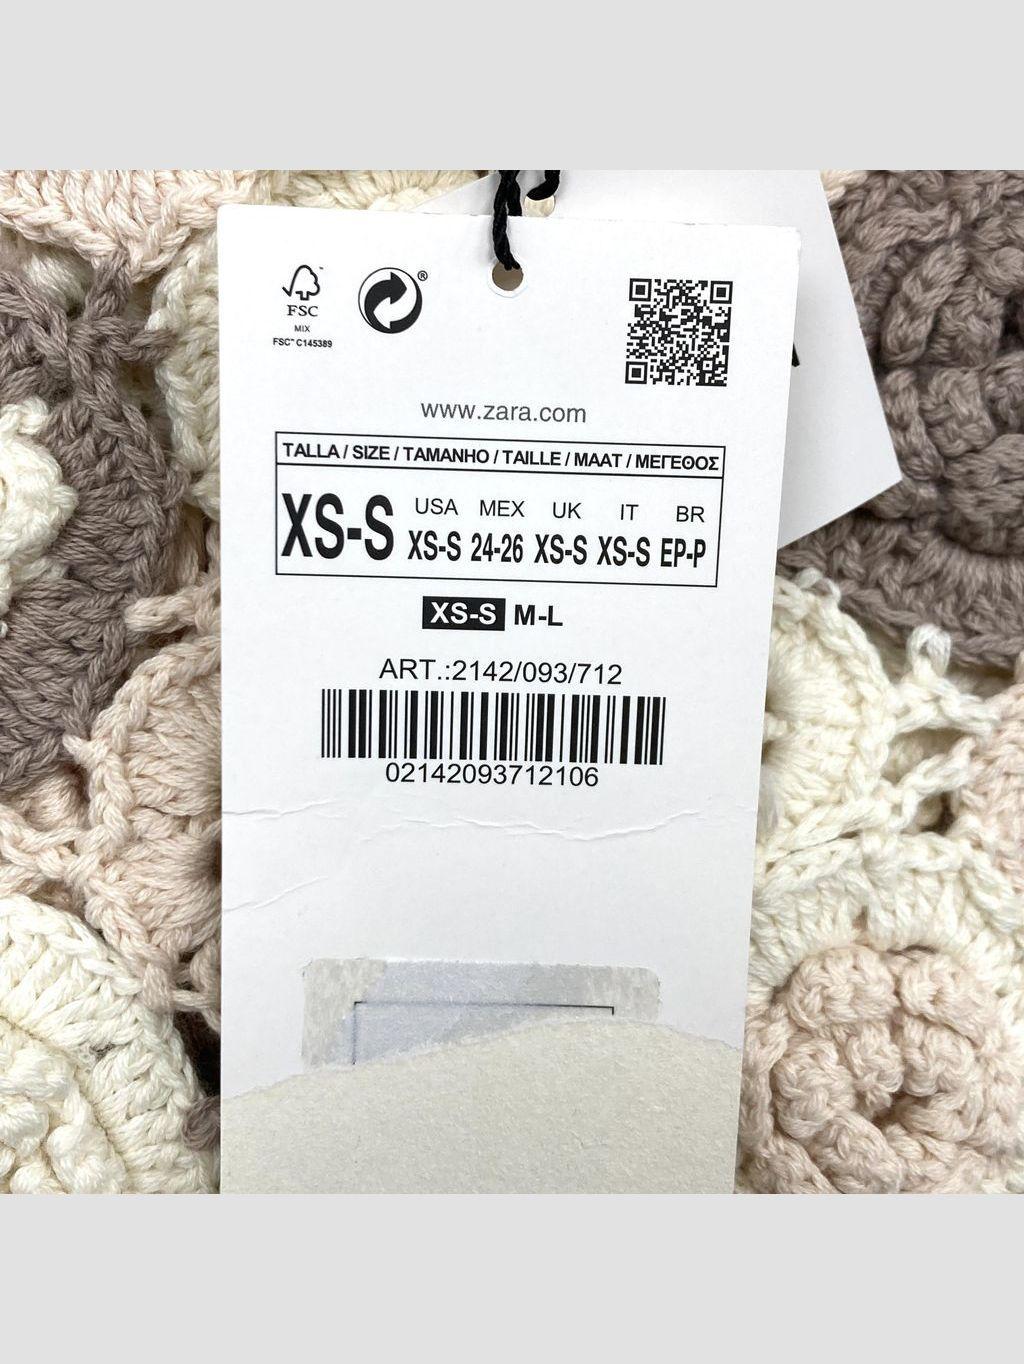 ®
FSC
MIX
FSC™ C145389
www.zara.com
TALLA / SIZE / TAMANHO / TAILLE / MAAT / ΜΕΓΕΘΟΣ
XS-S
USA MEX UK IT BR
XS-S 24-26 XS-S XS-S EP-P
XS-S M-L
ART.:2142/093/712
02142093712106